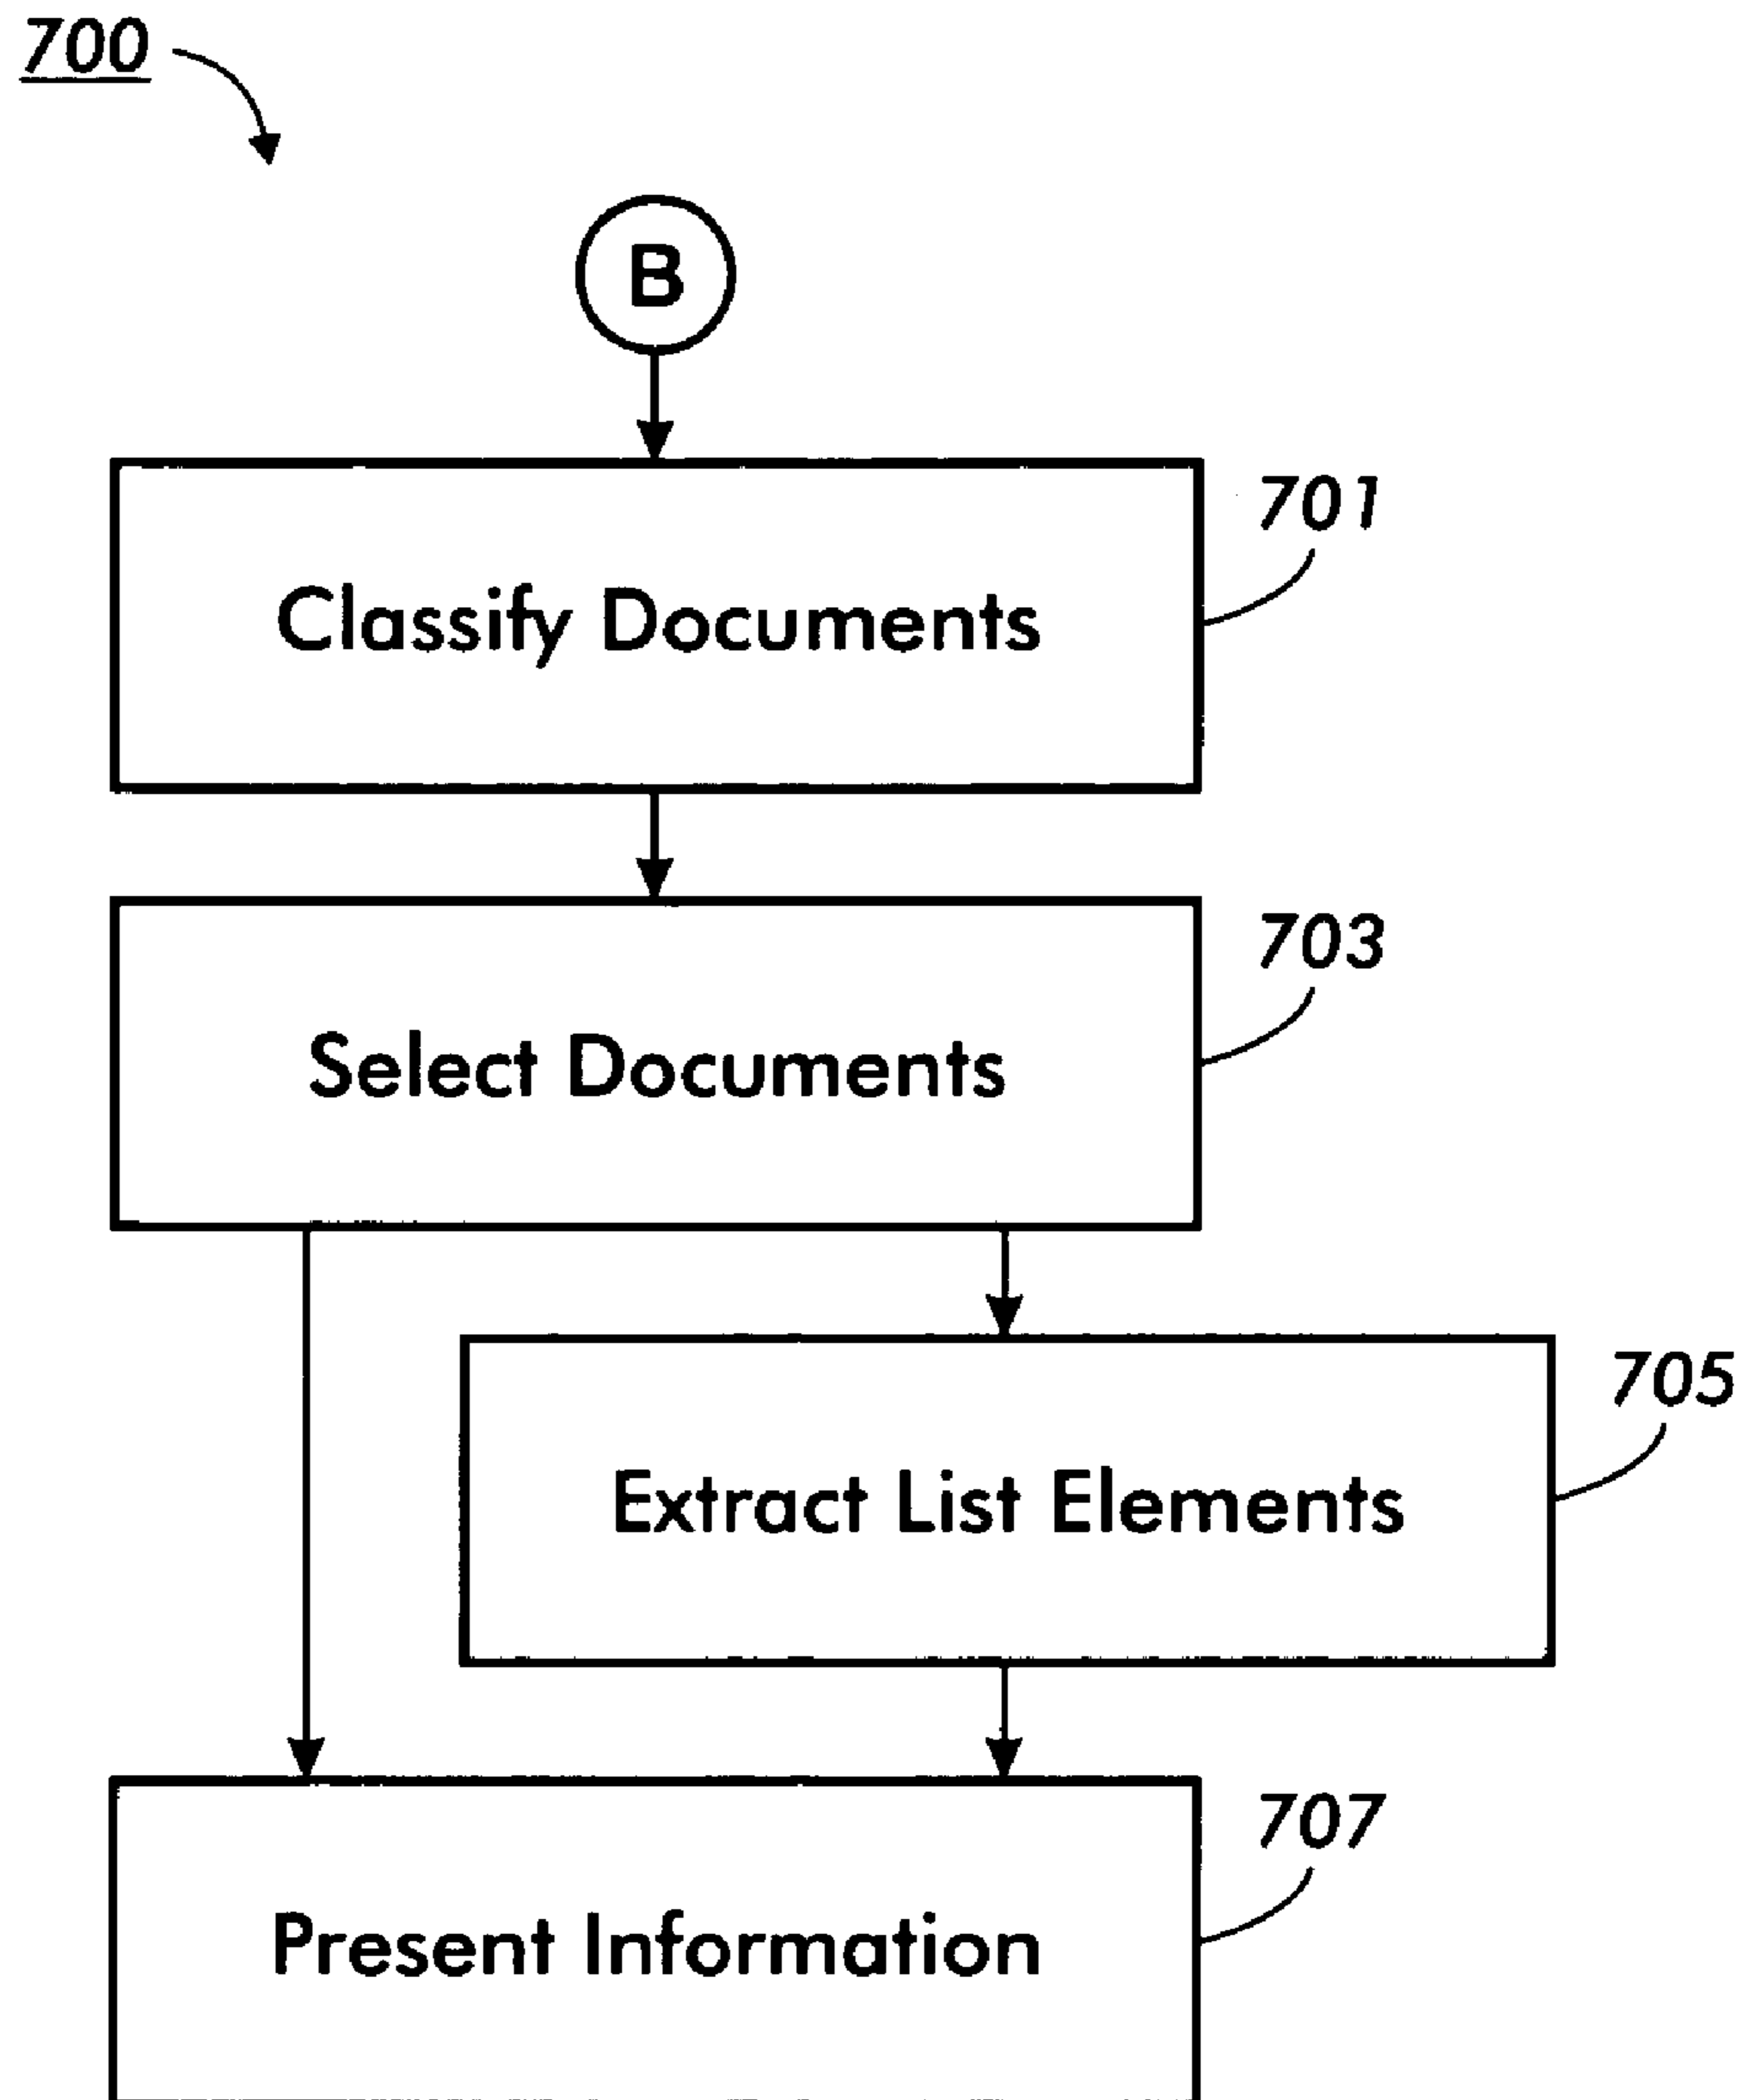 700
B
701
Classify Documents
703
Select Documents
705
Extract List Elements
707
Present Information